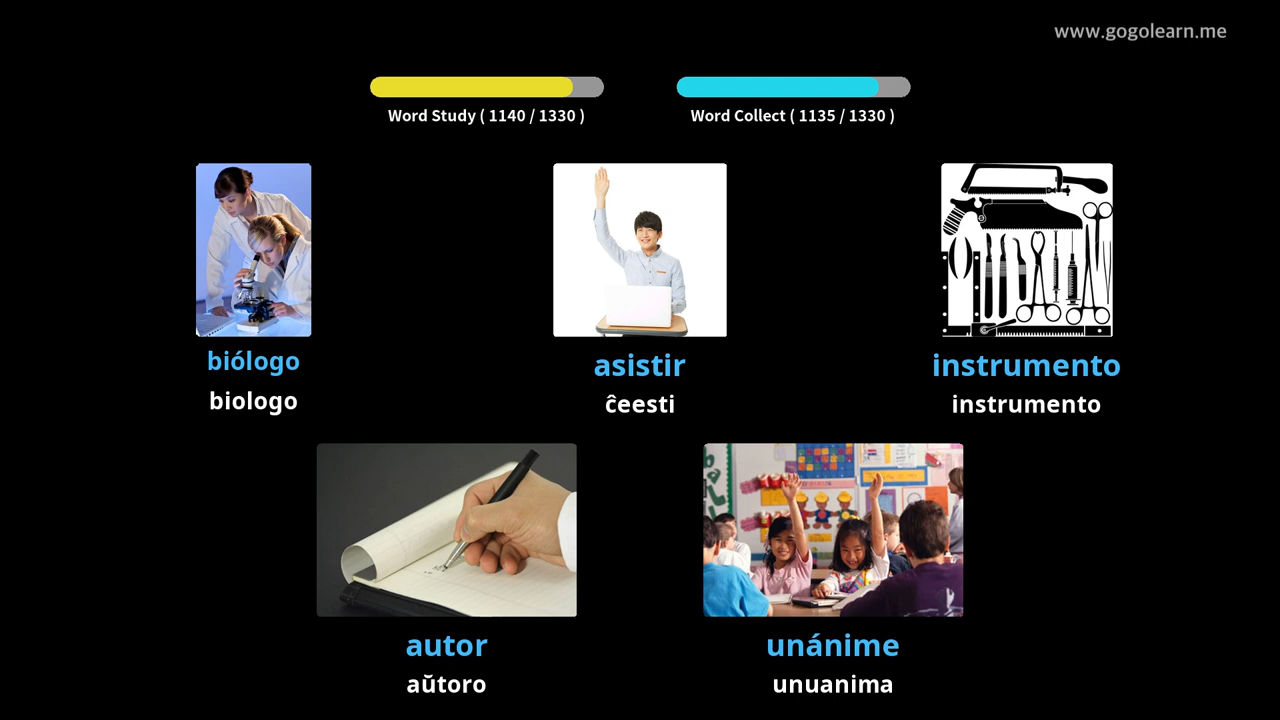 www.gogolearn.me
Word Study ( 1140 / 1330 )
Word Collect ( 1135 / 1330 )
biólogo
biologo
asistir
ĉeesti
instrumento
instrumento
autor
aŭtoro
unánime
unuanima